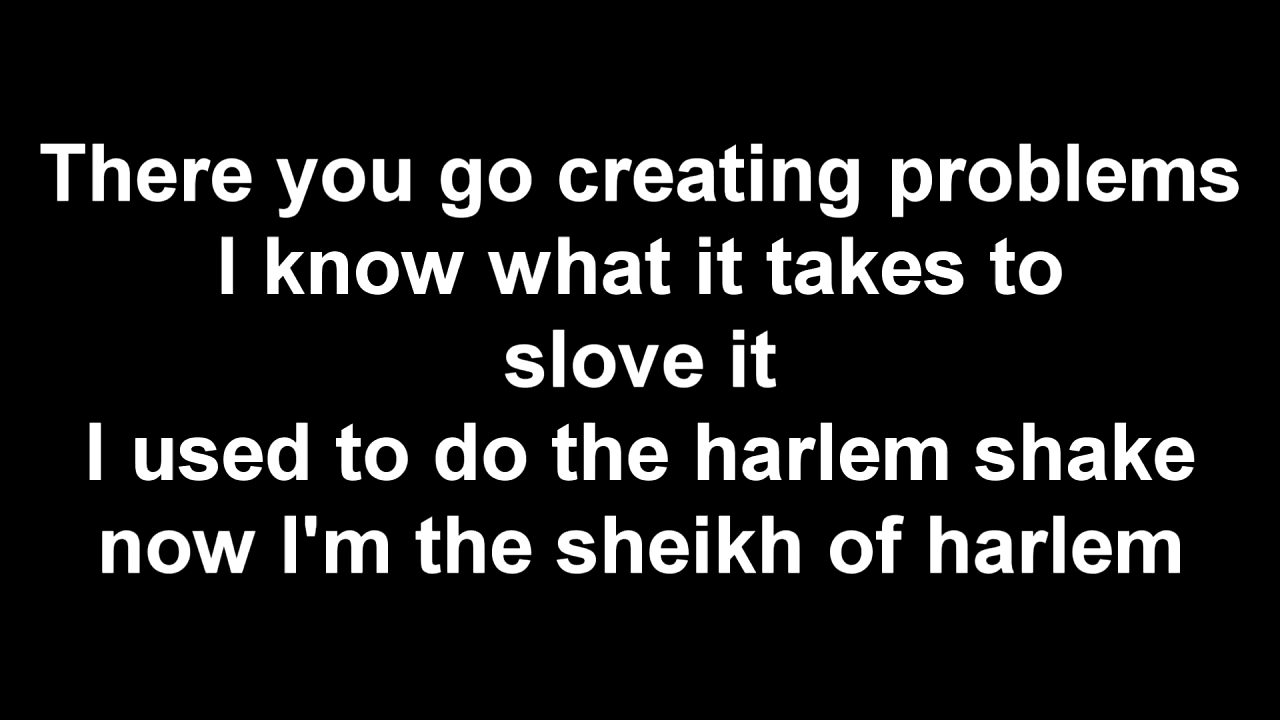 There you go creating problems
I know what it takes to
slove it
I used to do the harlem shake
now I'm the sheikh of harlem